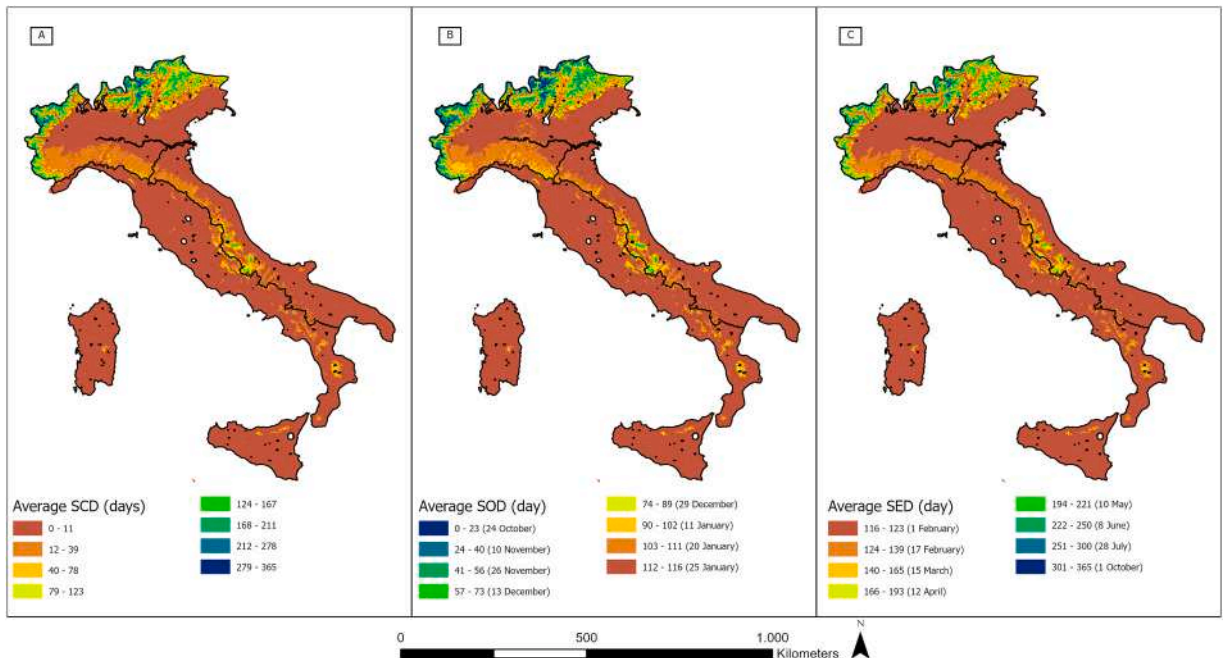 A
B
C
Average SCD (days)
0 - 11
12 - 39
40 - 78
79 - 123
124 - 167
168 - 211
212 - 278
279 - 365
Average SOD (day)
0 - 23 (24 October)
24 - 40 (10 November)
41 - 56 (26 November)
57 - 73 (13 December)
74 - 89 (29 December)
90 - 102 (11 January)
103 - 111 (20 January)
112 - 116 (25 January)
Average SED (day)
116 - 123 (1 February)
124 - 139 (17 February)
140 - 165 (15 March)
166 - 193 (12 April)
194 - 221 (10 May)
222 - 250 (8 June)
251 - 300 (28 July)
301 - 365 (1 October)
0 500 1.000
Kilometers
N